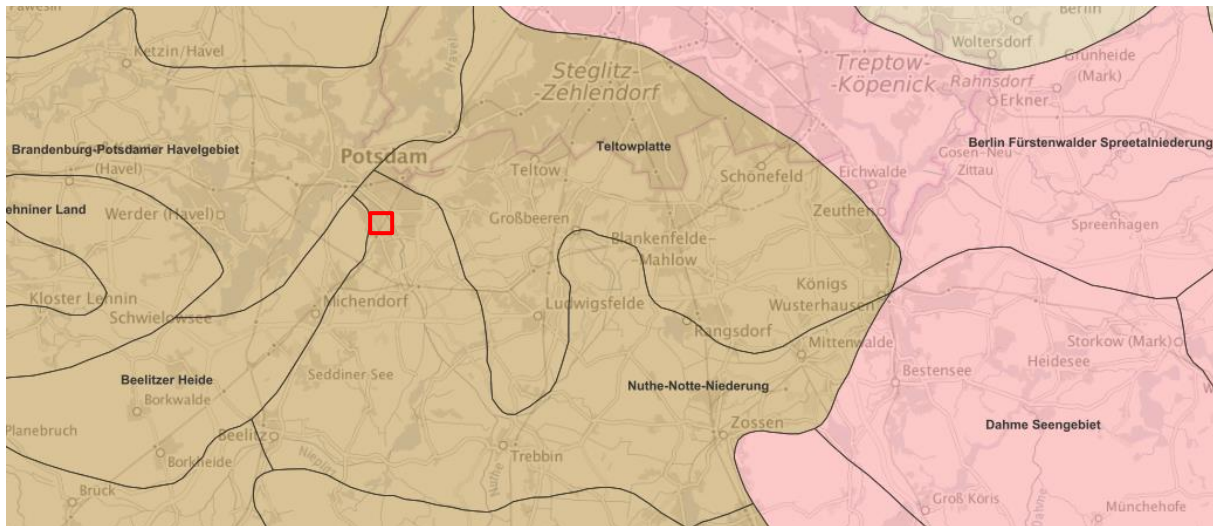 Ketzin/Havel
Havel
Berlin
Woltersdorf
Grünheide
(Mark)
Steglitz-
-Zehlendorf
Treptow-
-Köpenick
Rahnsdorf
Erkner
Brandenburg-Potsdamer Havelgebiet
(Havel)
Potsdam
Teltowplatte
Berlin Fürstenwalder Spreetalniederung
Gosen-Neu-
Zittau
Teltow
Schönefeld
Eichwalde
ehniner Land
Werder (Havel)
Großbeeren
Zeuthen
Spreenhagen
Blankenfelde-
-Mahlow
Kloster Lehnin
Schwielowsee
Michendorf
Ludwigsfelde
Königs
Wusterhausen
Rangsdorf
Mittenwalde
Storkow (Mark)
Heidesee
Bestensee
Beelitzer Heide
Seddiner See
Nuthe-Notte-Niederung
Borkwalde
Planebruch
Beelitz
Zossen
Dahme Seengebiet
Borkheide
Nieplitz
Trebbin
Nuthe
Brück
Groß Köris
Dahme
Münchehofe